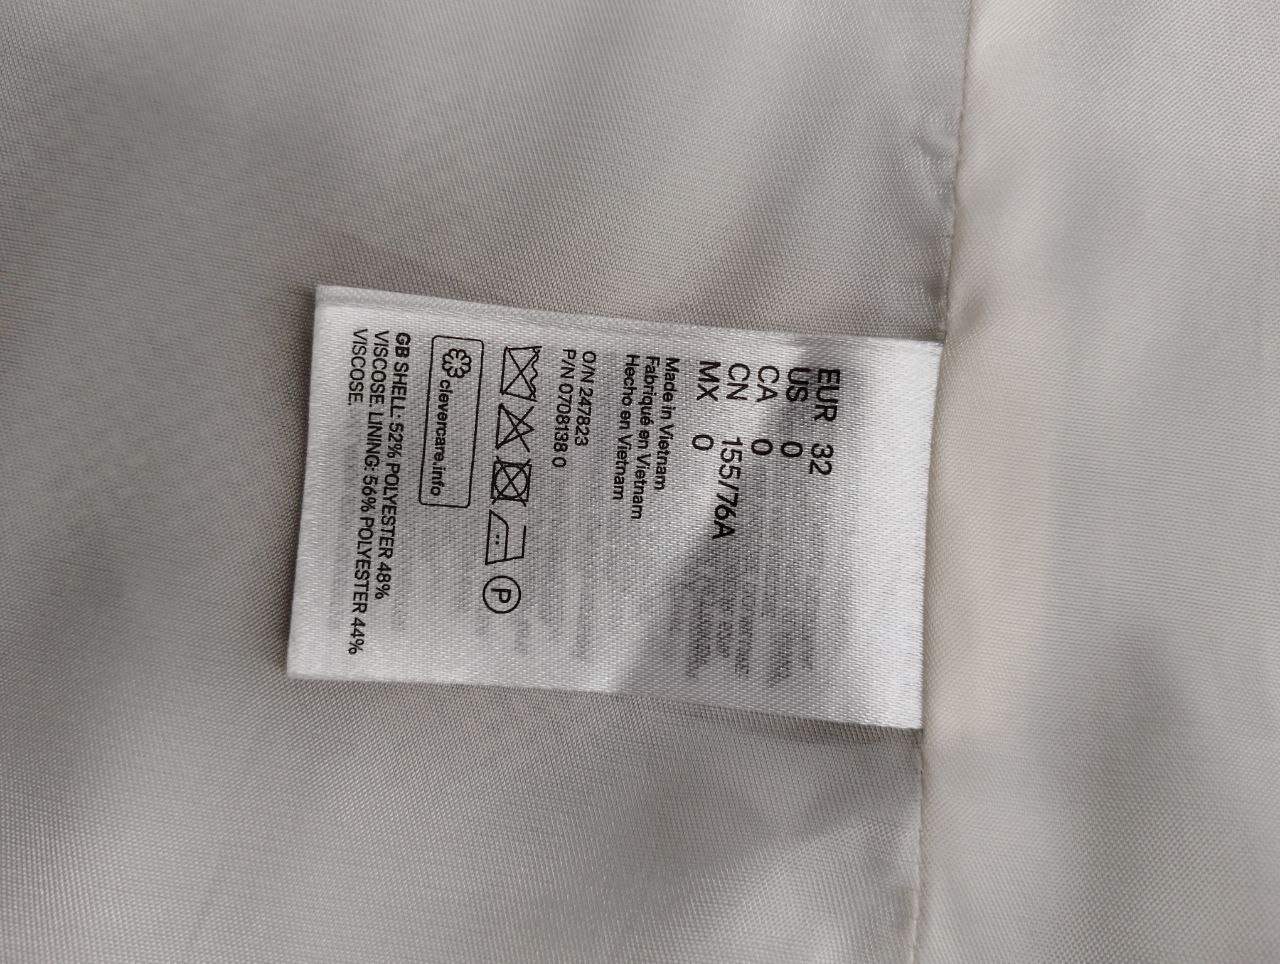 EUR 32
US 0
CA 0
CN 155/76A
MX 0
Made in Vietnam
Fabriqué en Vietnam
Hecho en Vietnam
O/N 247823
P/N 0708138 0
P
clevercare.info
GB SHELL: 52% POLYESTER 48%
VISCOSE. LINING: 56% POLYESTER 44%
VISCOSE.